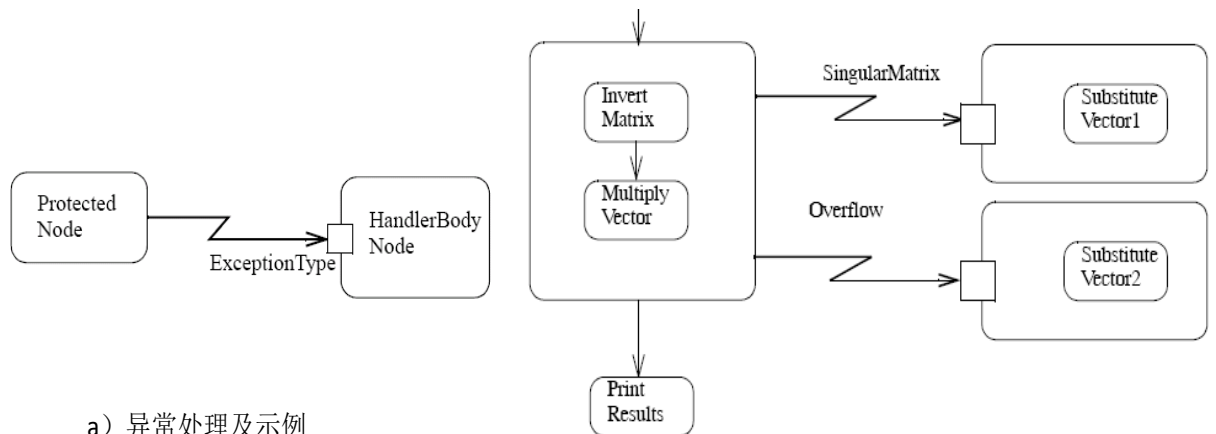 Protected
Node
ExceptionType
HandlerBody
Node
Invert
Matrix
Multiply
Vector
Print
Results
SingularMatrix
Substitute
Vector1
Overflow
Substitute
Vector2
a）异常处理及示例